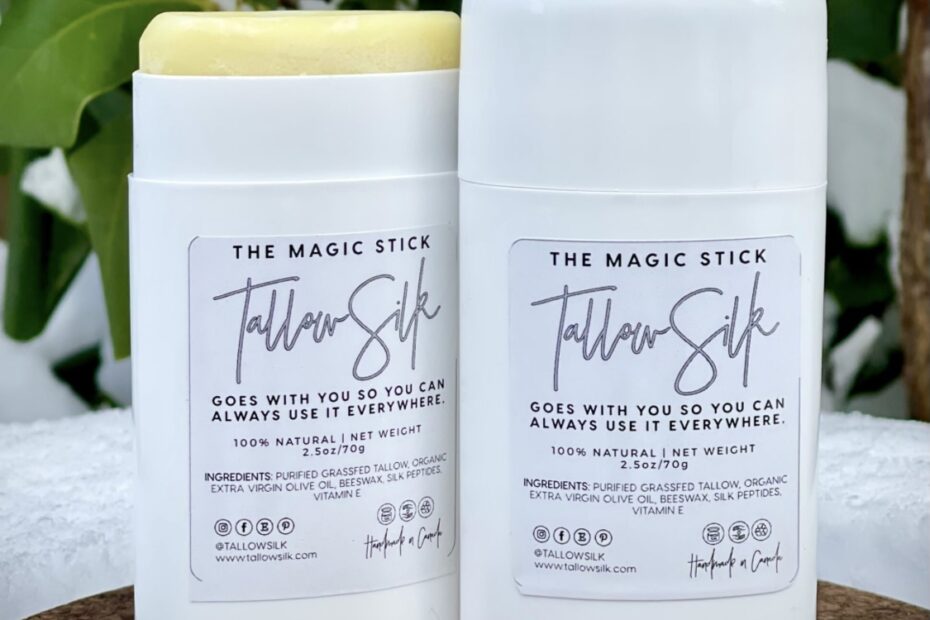 THE MAGIC STICK
TallowSilk
GOES WITH YOU SO YOU CAN
ALWAYS USE IT EVERYWHERE.
100% NATURAL | NET WEIGHT
2.5oz/70g
INGREDIENTS: PURIFIED GRASSFED TALLOW, ORGANIC
EXTRA VIRGIN OLIVE OIL, BEESWAX, SILK PEPTIDES,
VITAMIN E
@TALLOWSILK
www.tallowsilk.com
Handmade in Canada
THE MAGIC STICK
TallowSilk
GOES WITH YOU SO YOU CAN
ALWAYS USE IT EVERYWHERE.
100% NATURAL | NET WEIGHT
2.5oz/70g
INGREDIENTS: PURIFIED GRASSFED TALLOW, ORGANIC
EXTRA VIRGIN OLIVE OIL, BEESWAX, SILK PEPTIDES,
VITAMIN E
@TALLOWSILK
www.tallowsilk.com
Handmade in Canada